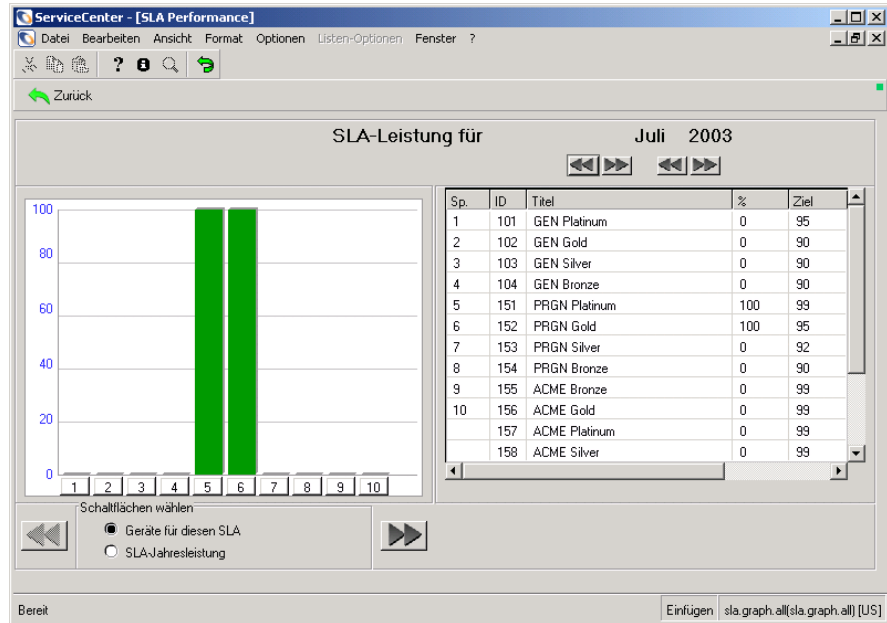 ServiceCenter - [SLA Performance]
Datei Bearbeiten Ansicht Format Optionen Listen-Optionen Fenster ?
Zurück
SLA-Leistung für Juli 2003
100
80
60
40
20
0
1 2 3 4 5 6 7 8 9 10
Sp. ID Titel % Ziel
1 101 GEN Platinum 0 95
2 102 GEN Gold 0 90
3 103 GEN Silver 0 90
4 104 GEN Bronze 0 90
5 151 PRGN Platinum 100 99
6 152 PRGN Gold 100 95
7 153 PRGN Silver 0 92
8 154 PRGN Bronze 0 90
9 155 ACME Bronze 0 99
10 156 ACME Gold 0 99
157 ACME Platinum 0 99
158 ACME Silver 0 99
Schaltflächen wählen
Geräte für diesen SLA
SLA-Jahresleistung
Bereit
Einfügen sla.graph.all(sla.graph.all) [US]